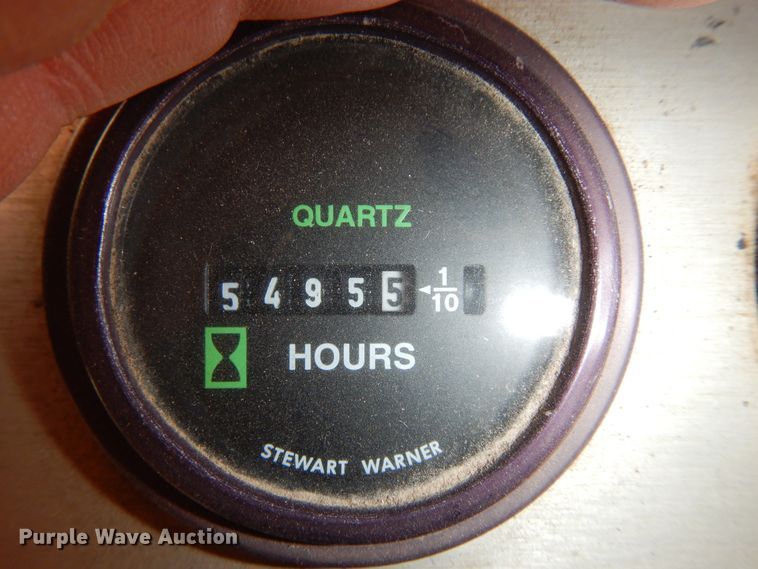 QUARTZ
5 4 9 5 5 ◄ 1/10
HOURS
STEWART WARNER
Purple Wave Auction